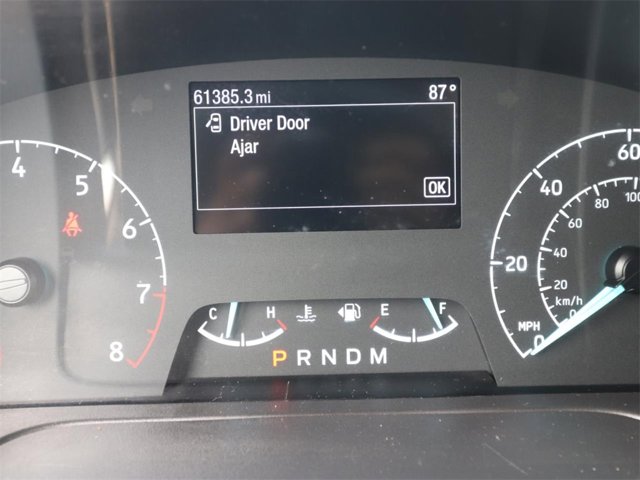 61385.3 mi 87°
Driver Door
Ajar
OK
4 5 6 7 8
C H E F
P R N D M
0 20 40 60
MPH
0 20 40 60 80 100
km/h